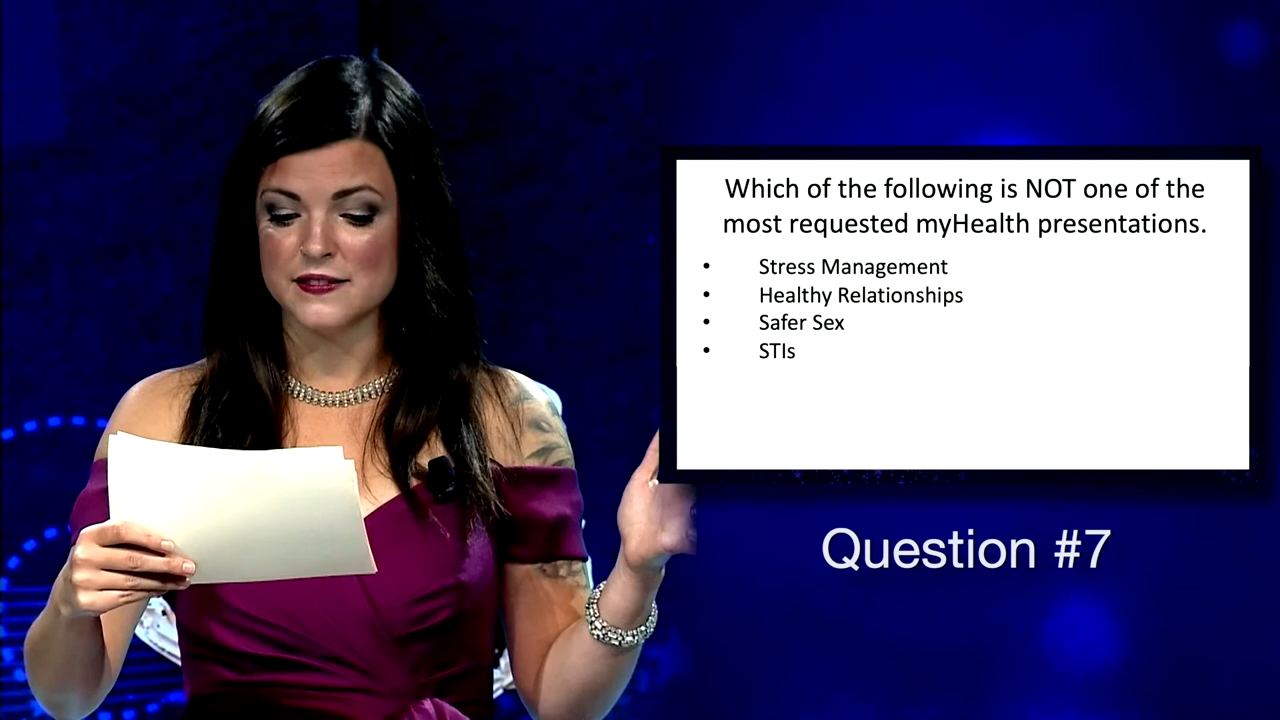 Which of the following is NOT one of the
most requested myHealth presentations.
• Stress Management
• Healthy Relationships
• Safer Sex
• STIs
Question #7